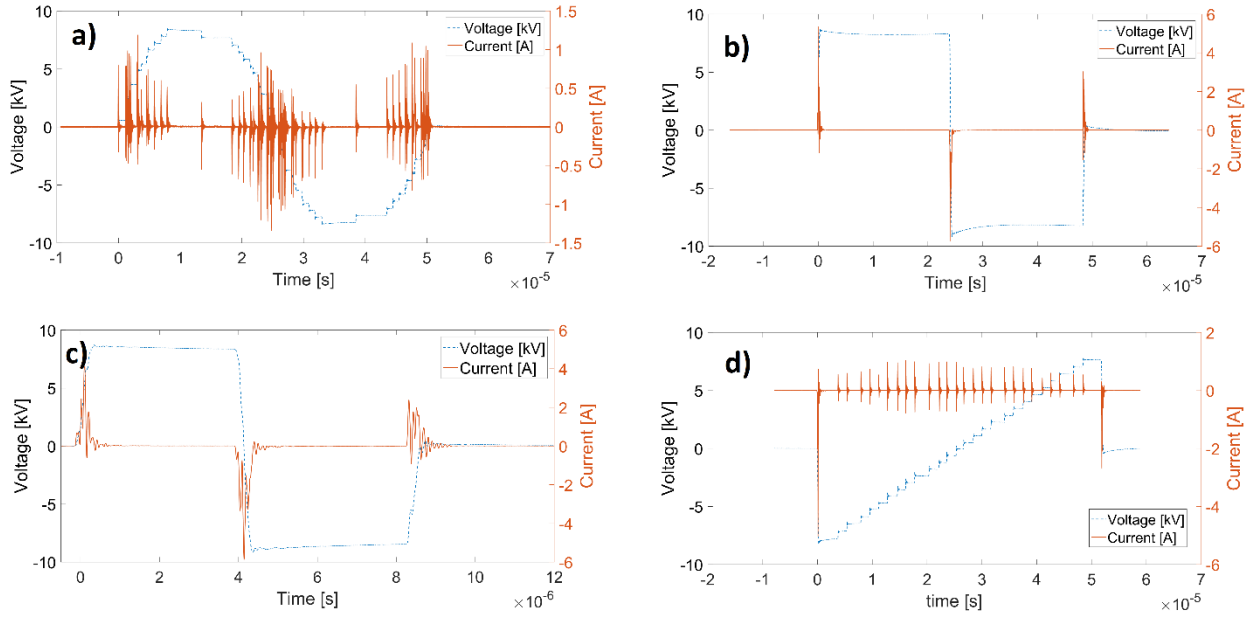 a)
Voltage [kV]
Current [A]
10
5
0
-5
-10
Voltage [kV]
1.5
1
0.5
0
-0.5
-1
-1.5
Current [A]
-1 0 1 2 3 4 5 6 7
Time [s]
×10-5
b)
Voltage [kV]
Current [A]
10
5
0
-5
-10
Voltage [kV]
6
4
2
0
-2
-4
-6
Current [A]
-2 -1 0 1 2 3 4 5 6 7
Time [s]
×10-5
c)
Voltage [kV]
Current [A]
10
5
0
-5
-10
Voltage [kV]
6
4
2
0
-2
-4
-6
Current [A]
0 2 4 6 8 10 12
Time [s]
×10-6
d)
Voltage [kV]
Current [A]
10
5
0
-5
-10
Voltage [kV]
2
0
-2
-4
-6
Current [A]
-2 -1 0 1 2 3 4 5 6 7
time [s]
×10-5